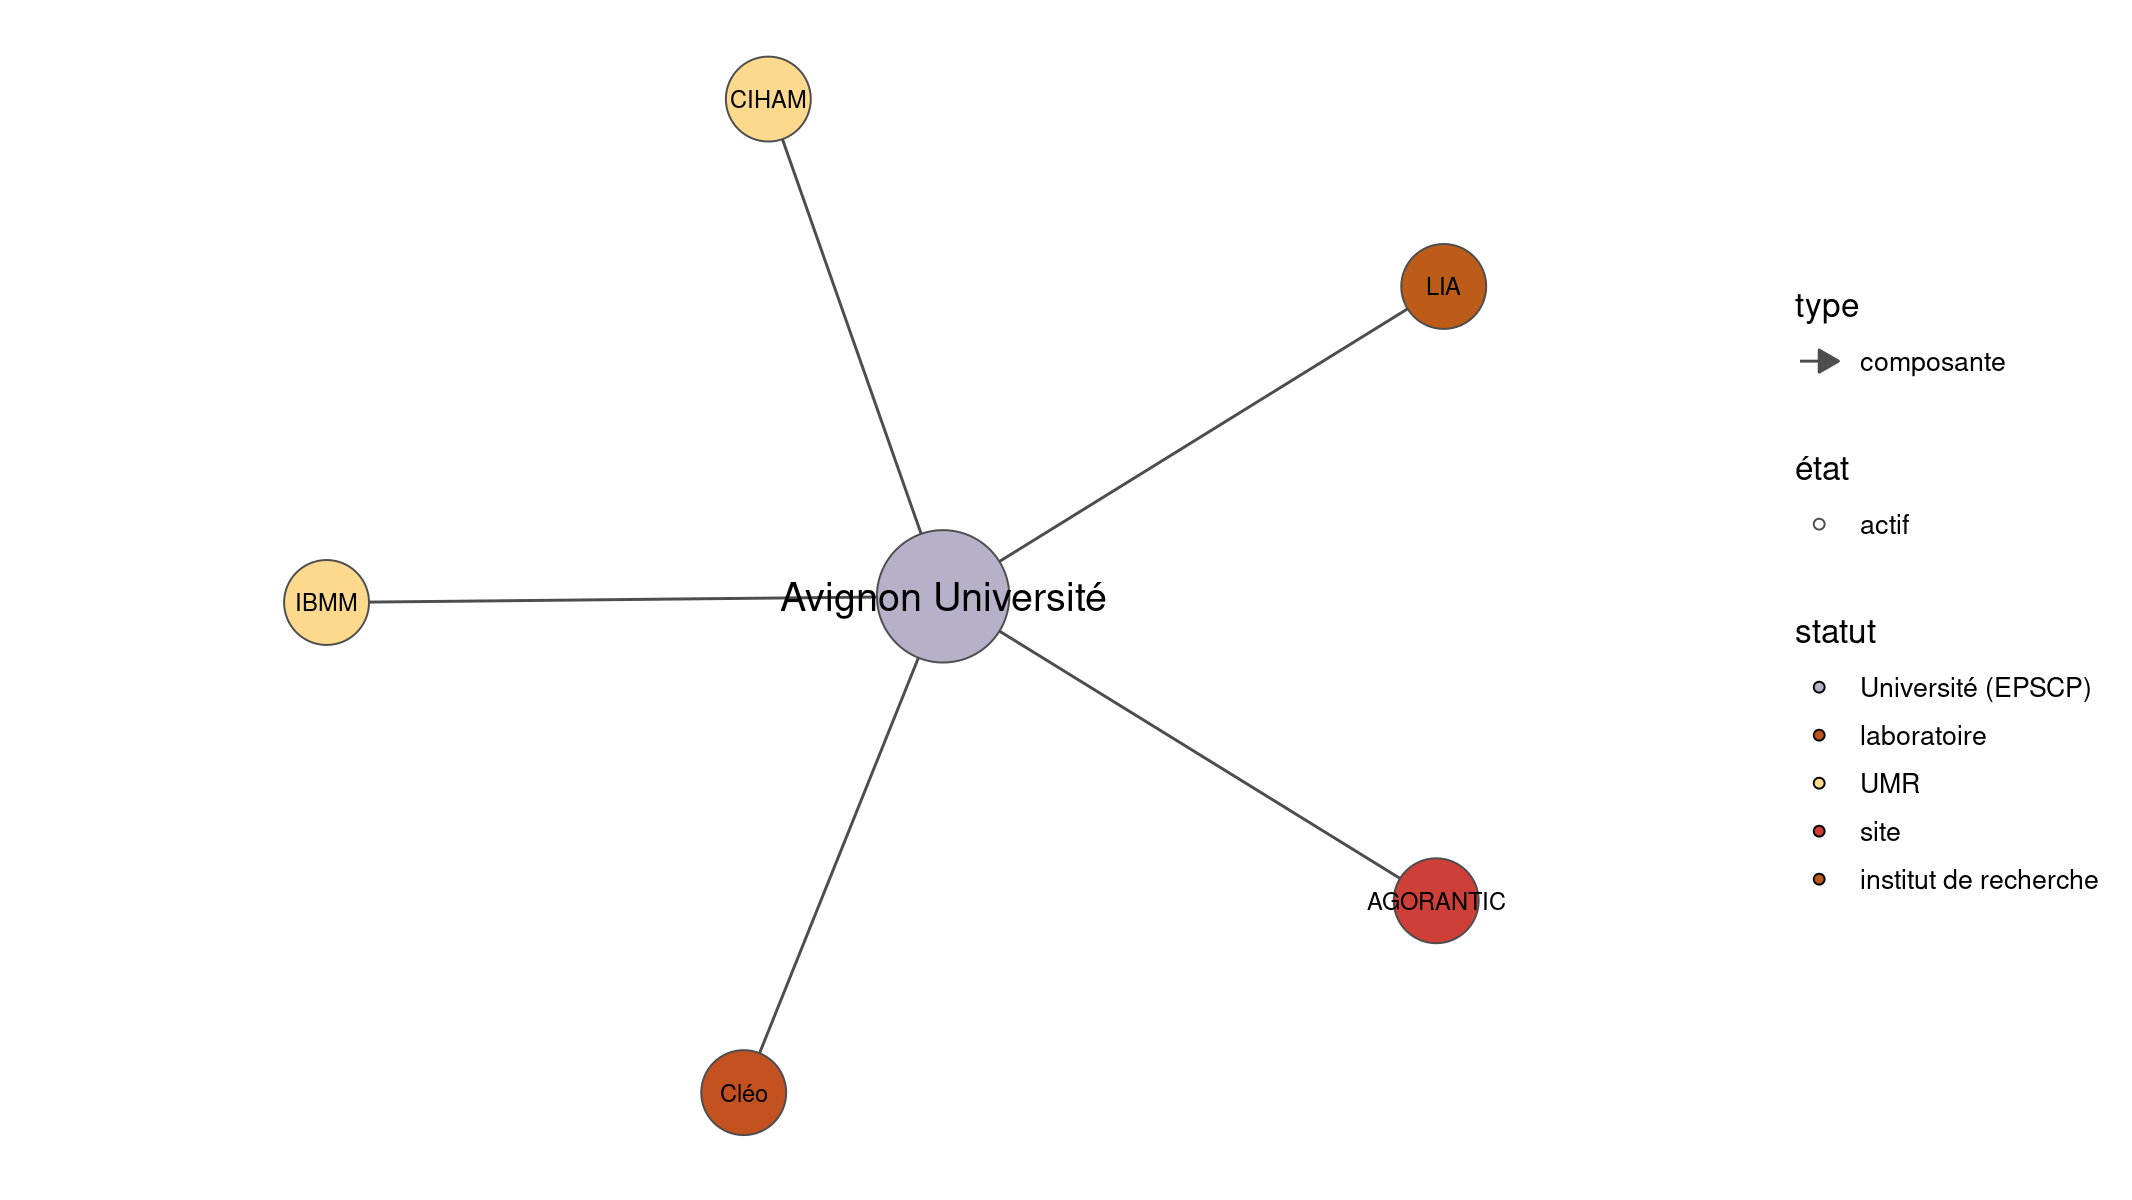 CIHAM
LIA
IBMM
Avignon Université
AGORANTIC
Cléo
type
composante
état
actif
statut
Université (EPSCP)
laboratoire
UMR
site
institut de recherche